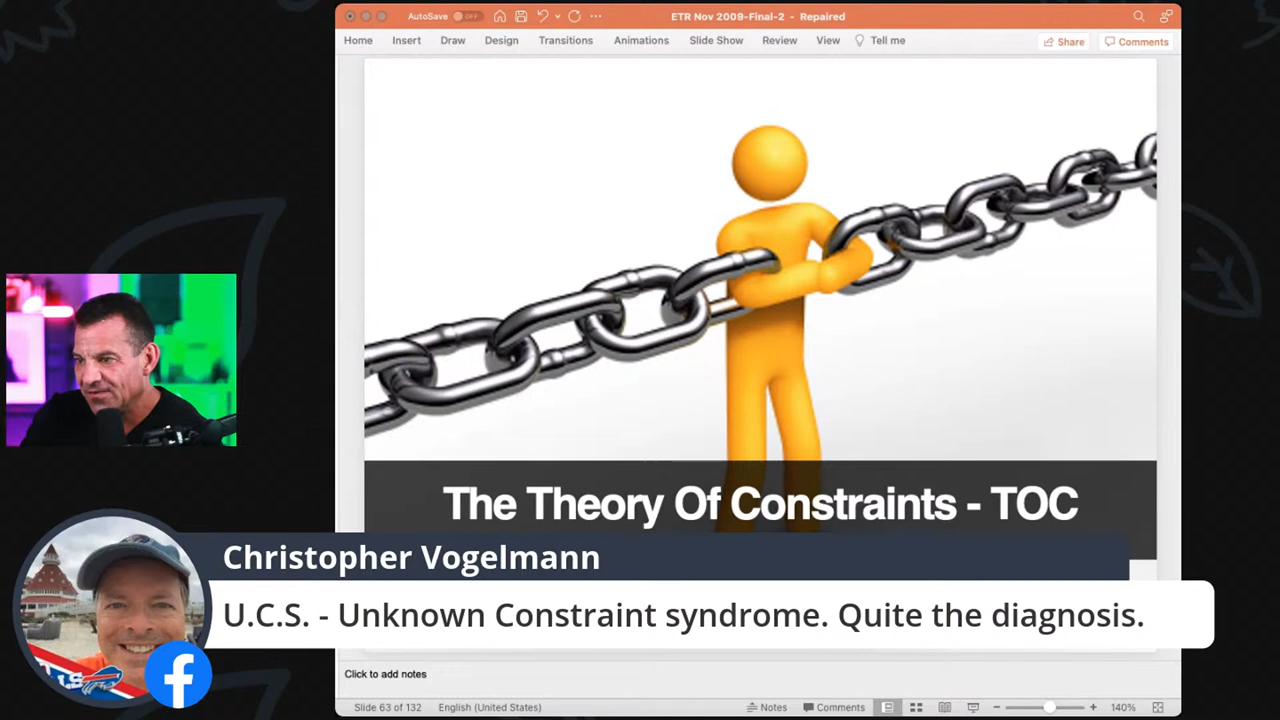 AutoSave OFF
ETR Nov 2009-Final-2 - Repaired
Home Insert Draw Design Transitions Animations Slide Show Review View Tell me Share Comments
The Theory Of Constraints - TOC
Christopher Vogelmann
U.C.S. - Unknown Constraint syndrome. Quite the diagnosis.
Click to add notes
Slide 63 of 132 English (United States) Notes Comments 140%